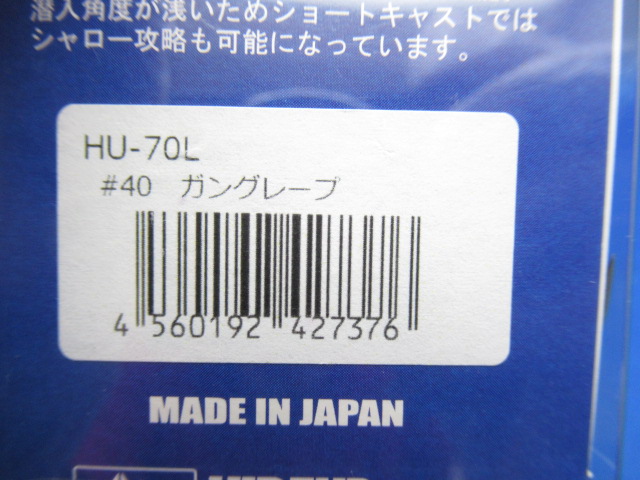 潜入角度が浅いためショートキャストでは
シャロー攻略も可能になっています。
HU-70L
#40 ガングレープ
4 560192 427376
MADE IN JAPAN